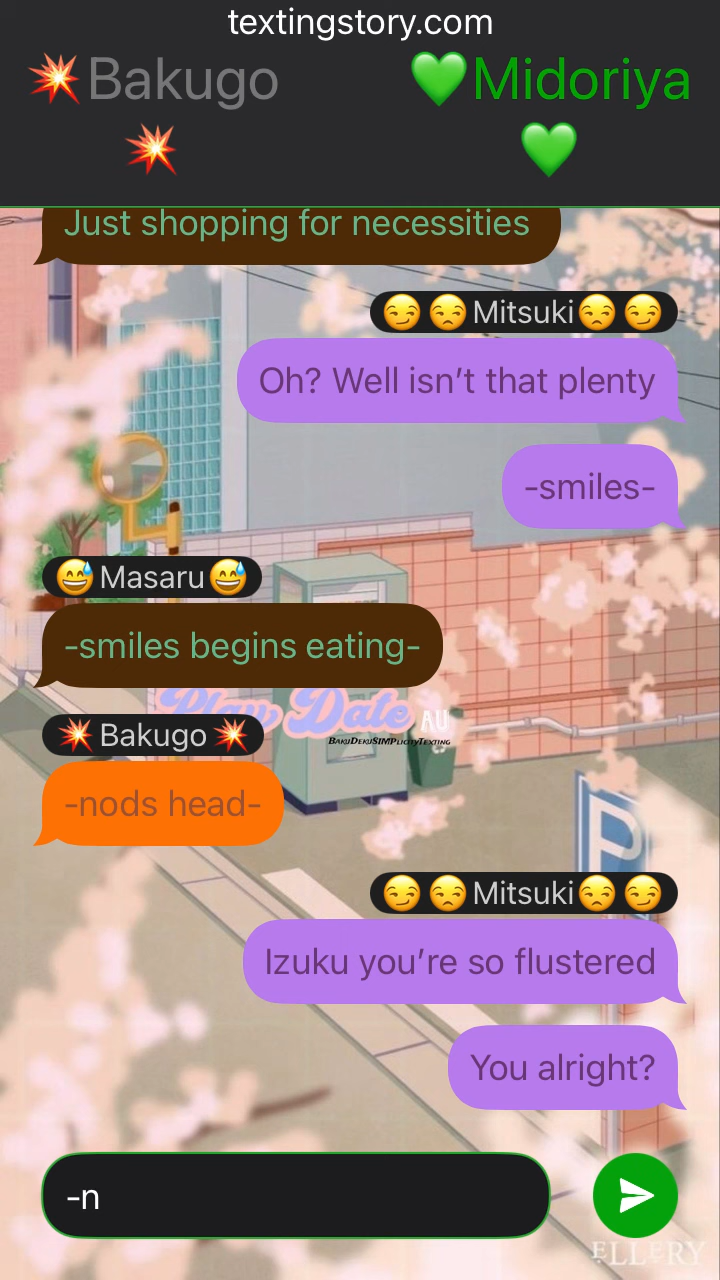 textingstory.com
💥Bakugo💥
💚Midoriya💚
Just shopping for necessities
😏😒Mitsuki😒😏
Oh? Well isn’t that plenty
-smiles-
😅Masaru😅
-smiles begins eating-
Play Date AU
BakuDekuSIMPlicityTexting
💥Bakugo💥
-nods head-
P
😏😒Mitsuki😒😏
Izuku you’re so flustered
You alright?
-n
ELLERY